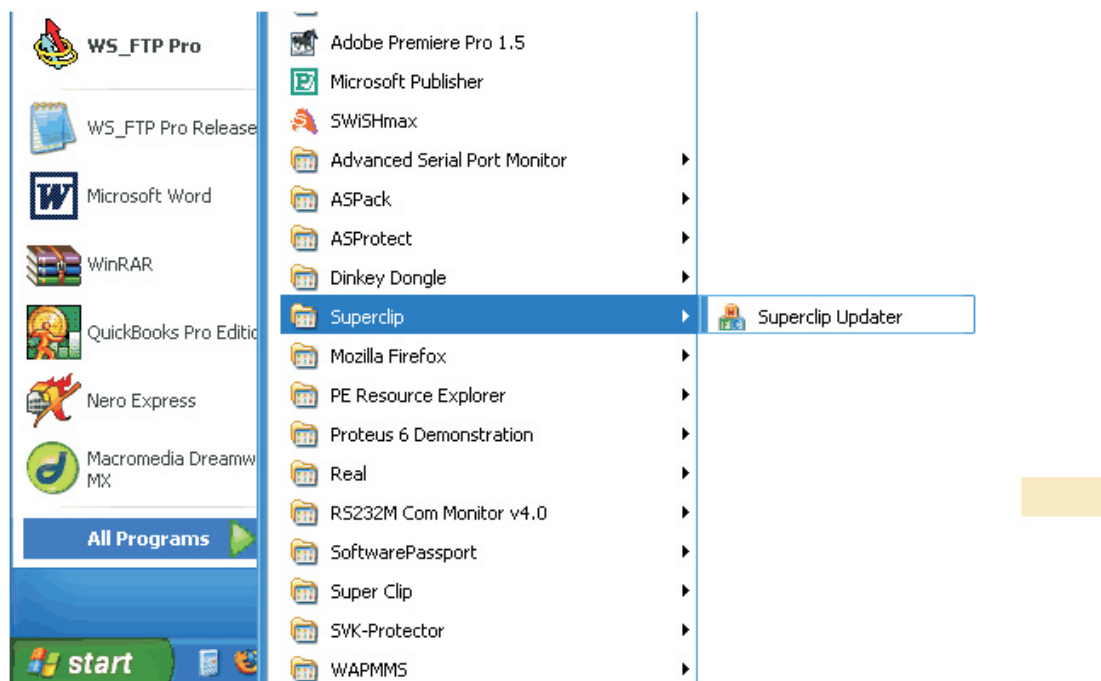 WS_FTP Pro
WS_FTP Pro Release
Microsoft Word
WinRAR
QuickBooks Pro Editic
Nero Express
Macromedia Dreamw
MX
All Programs
start
Adobe Premiere Pro 1.5
Microsoft Publisher
SWiSHmax
Advanced Serial Port Monitor
ASPack
ASProtect
Dinkey Dongle
Superclip
Superclip Updater
Mozilla Firefox
PE Resource Explorer
Proteus 6 Demonstration
Real
RS232M Com Monitor v4.0
SoftwarePassport
Super Clip
SVK-Protector
WAPMMS